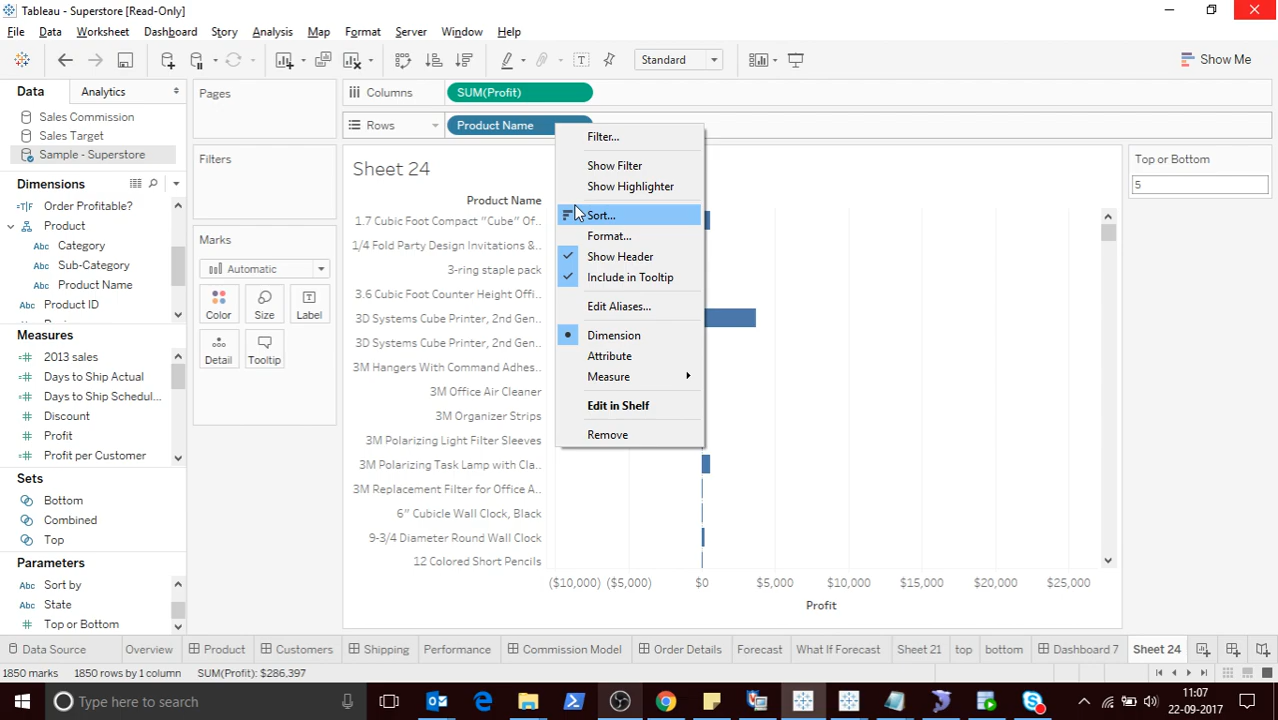 Tableau - Superstore [Read-Only]
File Data Worksheet Dashboard Story Analysis Map Format Server Window Help
Standard
Show Me
Data Analytics
Sales Commission
Sales Target
Sample - Superstore
Dimensions
Order Profitable?
Product
Category
Sub-Category
Product Name
Product ID
Measures
2013 sales
Days to Ship Actual
Days to Ship Schedul...
Discount
Profit
Profit per Customer
Sets
Bottom
Combined
Top
Parameters
Sort by
State
Top or Bottom
Pages
Filters
Marks
Automatic
Color Size Label
Detail Tooltip
Columns SUM(Profit)
Rows Product Name
Sheet 24
Product Name
1.7 Cubic Foot Compact "Cube" Of..
1/4 Fold Party Design Invitations &..
3-ring staple pack
3.6 Cubic Foot Counter Height Offi..
3D Systems Cube Printer, 2nd Gen..
3D Systems Cube Printer, 2nd Gen..
3M Hangers With Command Adhes..
3M Office Air Cleaner
3M Organizer Strips
3M Polarizing Light Filter Sleeves
3M Polarizing Task Lamp with Cla..
3M Replacement Filter for Office A..
6" Cubicle Wall Clock, Black
9-3/4 Diameter Round Wall Clock
12 Colored Short Pencils
($10,000) ($5,000) $0 $5,000 $10,000 $15,000 $20,000 $25,000
Profit
Filter...
Show Filter
Show Highlighter
Sort...
Format...
Show Header
Include in Tooltip
Edit Aliases...
Dimension
Attribute
Measure
Edit in Shelf
Remove
Top or Bottom
5
Data Source Overview Product Customers Shipping Performance Commission Model Order Details Forecast What If Forecast Sheet 21 top bottom Dashboard 7 Sheet 24
1850 marks 1850 rows by 1 column SUM(Profit): $286,397
Type here to search
11:07
22-09-2017